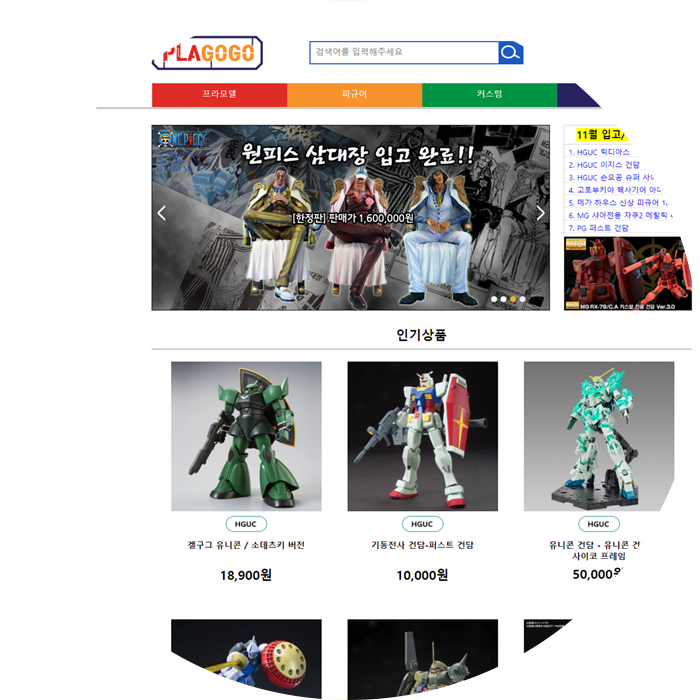 PLAGOGO
검색어를 입력해주세요
프라모델
피규어
커스텀
ONE PIECE
원피스 삼대장 입고 완료!!
[한정판] 판매가 1,600,000원
11월 입고
1. HGUC 릭디아스
2. HGUC 이지스 건담
3. HGUC 손오공 슈퍼
4. 고토부키야 헥사기어
5. 메가 하우스 신상 피규어
6. MG 샤아전용 자쿠2 메탈릭
7. PG 퍼스트 건담
MG RX-78/C.A 캬스발 전용 건담 Ver.3.0
인기상품
HGUC
HGUC
HGUC
겔구그 유니콘 / 소데츠키 버전
기동전사 건담-퍼스트 건담
유니콘 건담 - 유니콘
사이코 프레임
18,900원
10,000원
50,000